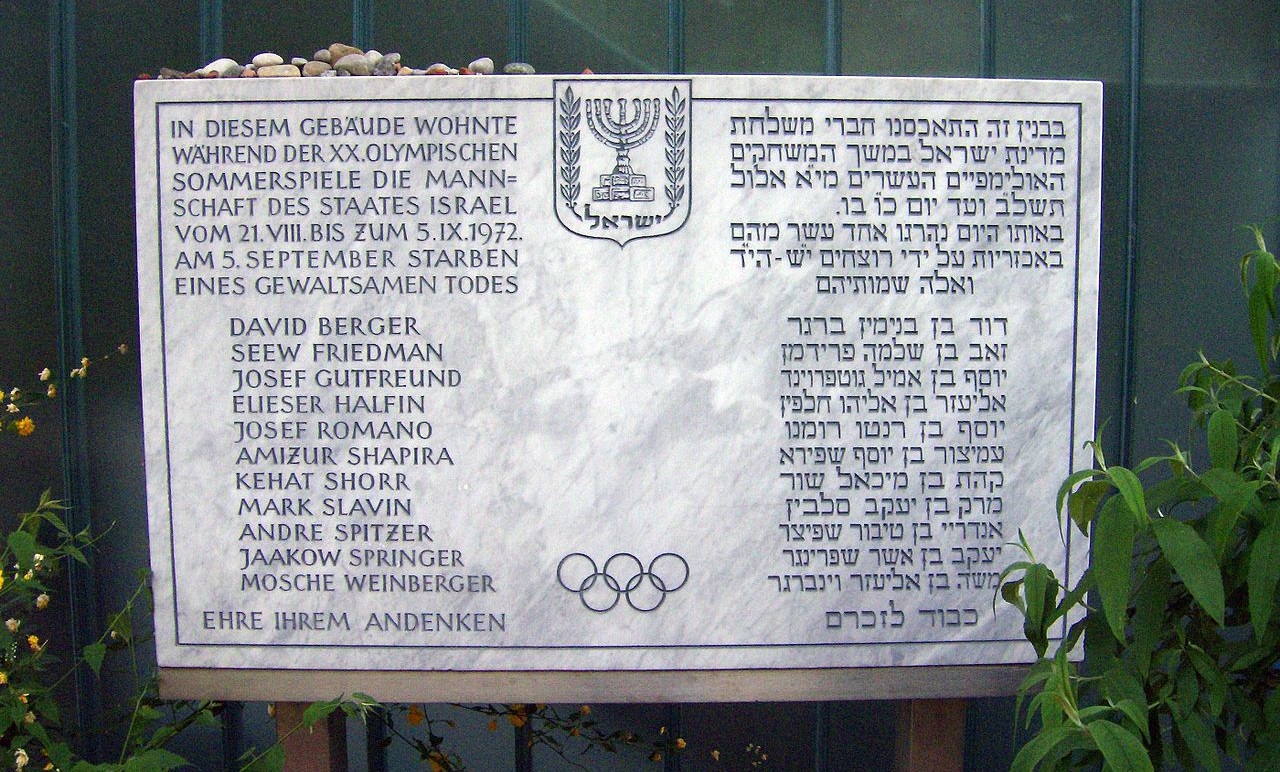 IN DIESEM GEBÄUDE WOHNTE
WÄHREND DER XX.OLYMPISCHEN
SOMMERSPIELE DIE MANN=
SCHAFT DES STAATES ISRAEL
VOM 21.VIII.BIS ZUM 5.IX.1972.
AM 5.SEPTEMBER STARBEN
EINES GEWALTSAMEN TODES
DAVID BERGER
SEEW FRIEDMAN
JOSEF GUTFREUND
ELIESER HALFIN
JOSEF ROMANO
AMIZUR SHAPIRA
KEHAT SHORR
MARK SLAVIN
ANDRE SPITZER
JAAKOW SPRINGER
MOSCHE WEINBERGER
EHRE IHREM ANDENKEN
ישראל
בבנין זה התאכסנו חברי משלחת
מדינת ישראל במשך המשחקים
האולימפיים העשרים מי״א אלול
תשל״ב ועד יום כ״ו בו.
באותו היום נהרגו אחד עשר מהם
באכזריות על ידי רוצחים י״ש-הי״ד
ואלה שמותיהם
דוד בן בנימין ברגר
זאב בן שלמה פרידמן
יוסף בן אמיל גוטפרוינד
אליעזר בן אליהו חלפין
יוסף בן רנטו רומנו
עמיצור בן יוסף שפירא
קהת בן מיכאל שור
מרק בן יעקב סלבין
אנדריי בן טיבור שפיצר
יעקב בן אשר שפרינגר
משה בן אליעזר וינברגר
כבוד לזכרם